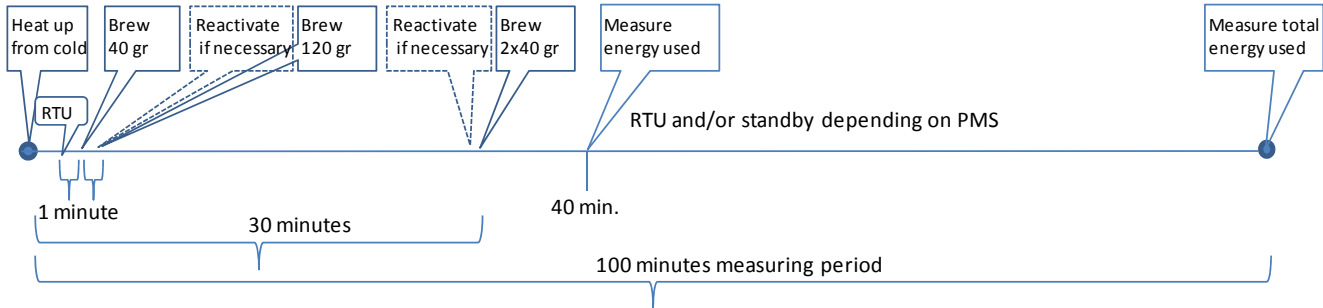 Heat up
from cold
Brew
40 gr
Reactivate
if necessary
Brew
120 gr
Reactivate
if necessary
Brew
2x40 gr
Measure
energy used
Measure total
energy used
RTU
RTU and/or standby depending on PMS
1 minute
40 min.
30 minutes
100 minutes measuring period